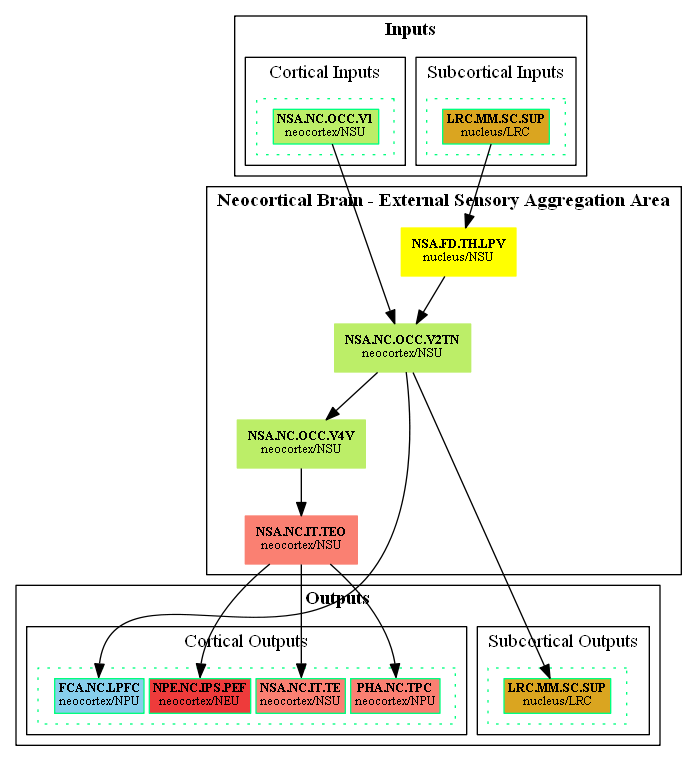 Inputs
Cortical Inputs
Subcortical Inputs
NSA.NC.OCC.V1
neocortex/NSU
LRC.MM.SC.SUP
nucleus/LRC
Neocortical Brain - External Sensory Aggregation Area
NSA.FD.TH.LPV
nucleus/NSU
NSA.NC.OCC.V2TN
neocortex/NSU
NSA.NC.OCC.V4V
neocortex/NSU
NSA.NC.IT.TEO
neocortex/NSU
Outputs
Cortical Outputs
Subcortical Outputs
FCA.NC.LPFC
neocortex/NPU
NPE.NC.IPS.PEF
neocortex/NEU
NSA.NC.IT.TE
neocortex/NSU
PHA.NC.TPC
neocortex/NPU
LRC.MM.SC.SUP
nucleus/LRC